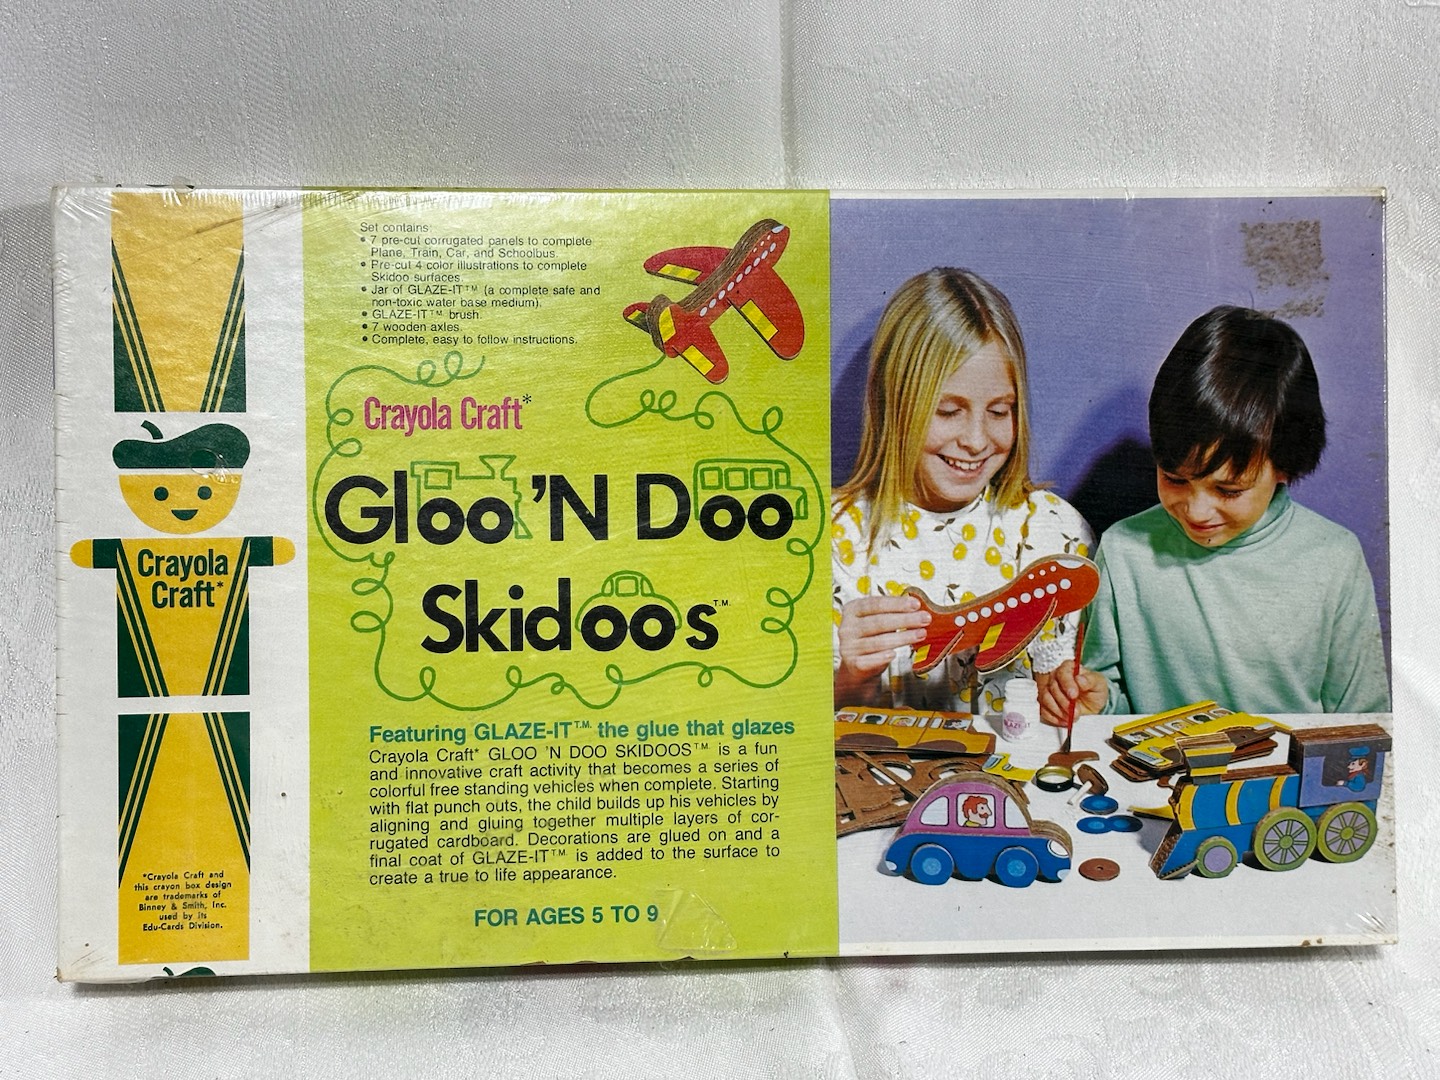 Set contains:
• 7 pre-cut corrugated panels to complete
Plane, Train, Car, and Schoolbus.
• Pre-cut 4 color illustrations to complete
Skidoo surfaces.
• Jar of GLAZE-IT™ (a complete safe and
non-toxic water base medium).
• GLAZE-IT™ brush.
• 7 wooden axles.
• Complete, easy to follow instructions.
Crayola Craft*
Gloo 'N Doo
Skidoos T.M.
Featuring GLAZE-IT T.M. the glue that glazes
Crayola Craft* GLOO 'N DOO SKIDOOS T.M. is a fun
and innovative craft activity that becomes a series of
colorful free standing vehicles when complete. Starting
with flat punch outs, the child builds up his vehicles by
aligning and gluing together multiple layers of cor-
rugated cardboard. Decorations are glued on and a
final coat of GLAZE-IT T.M. is added to the surface to
create a true to life appearance.
FOR AGES 5 TO 9
Crayola
Craft*
*Crayola Craft and
this crayon box design
are trademarks of
Binney & Smith, Inc.
used by its
Edu-Cards Division.
GLAZE-IT